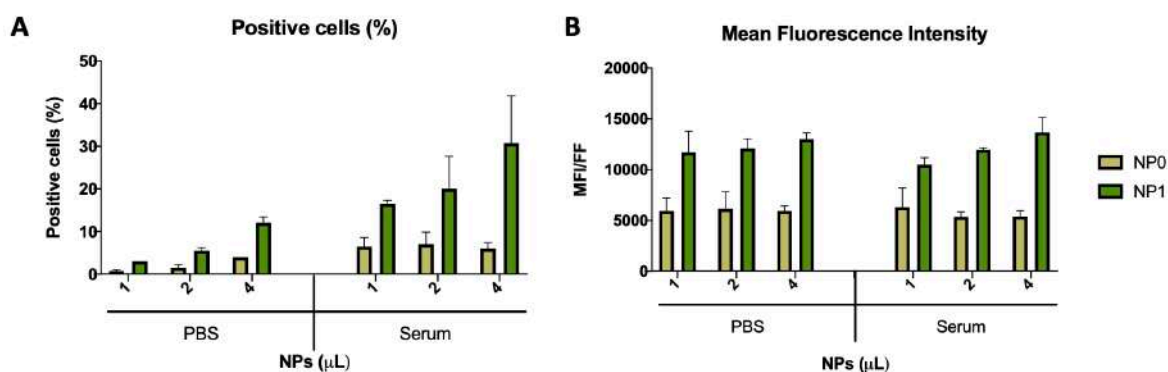 A
Positive cells (%)
Positive cells (%)
50
40
30
20
10
0
1
2
4
1
2
4
PBS
Serum
NPs (μL)
B
Mean Fluorescence Intensity
MFI/FF
20000
15000
10000
5000
0
1
2
4
1
2
4
PBS
Serum
NPs (μL)
NP0
NP1